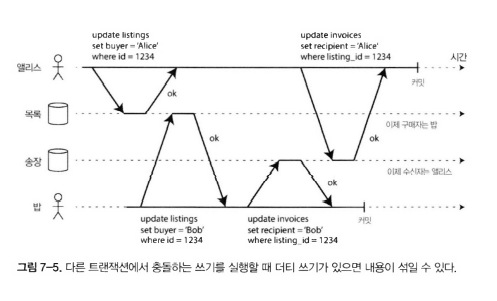 update listings
set buyer = 'Alice'
where id = 1234
update invoices
set recipient = 'Alice'
where listing_id = 1234
앨리스
시간
커밋
ok
목록
ok
ok
이제 구매자는 밥
송장
ok
이제 수신자는 앨리스
밥
커밋
update listings
set buyer = 'Bob'
where id = 1234
update invoices
set recipient = 'Bob'
where listing_id = 1234
그림 7-5. 다른 트랜잭션에서 충돌하는 쓰기를 실행할 때 더티 쓰기가 있으면 내용이 섞일 수 있다.